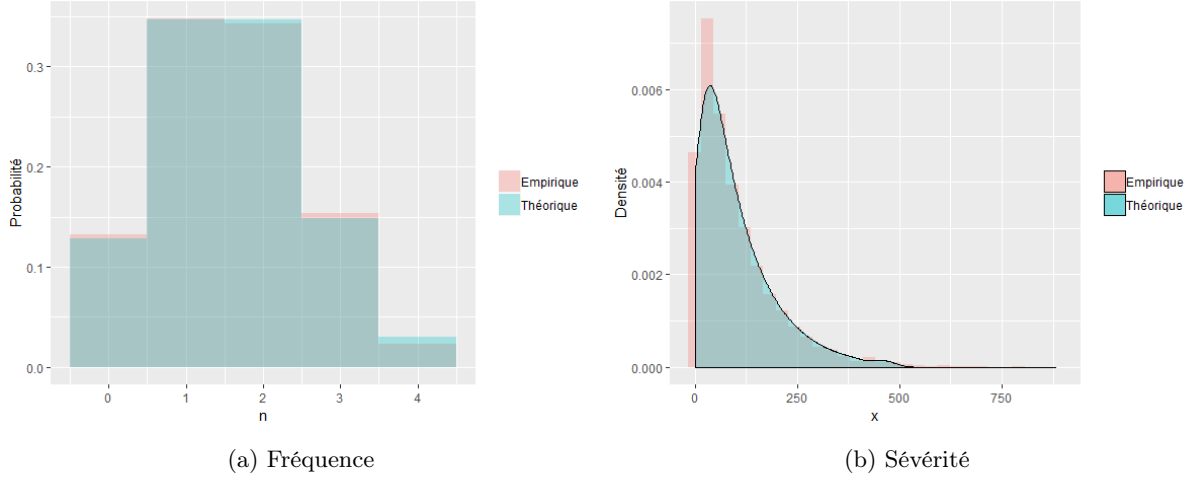 0.3
0.2
0.1
0.0
Probabilité
0
1
2
3
4
n
Empirique
Théorique
(a) Fréquence
0.006
0.004
0.002
0.000
Densité
0
250
500
750
x
Empirique
Théorique
(b) Sévérité